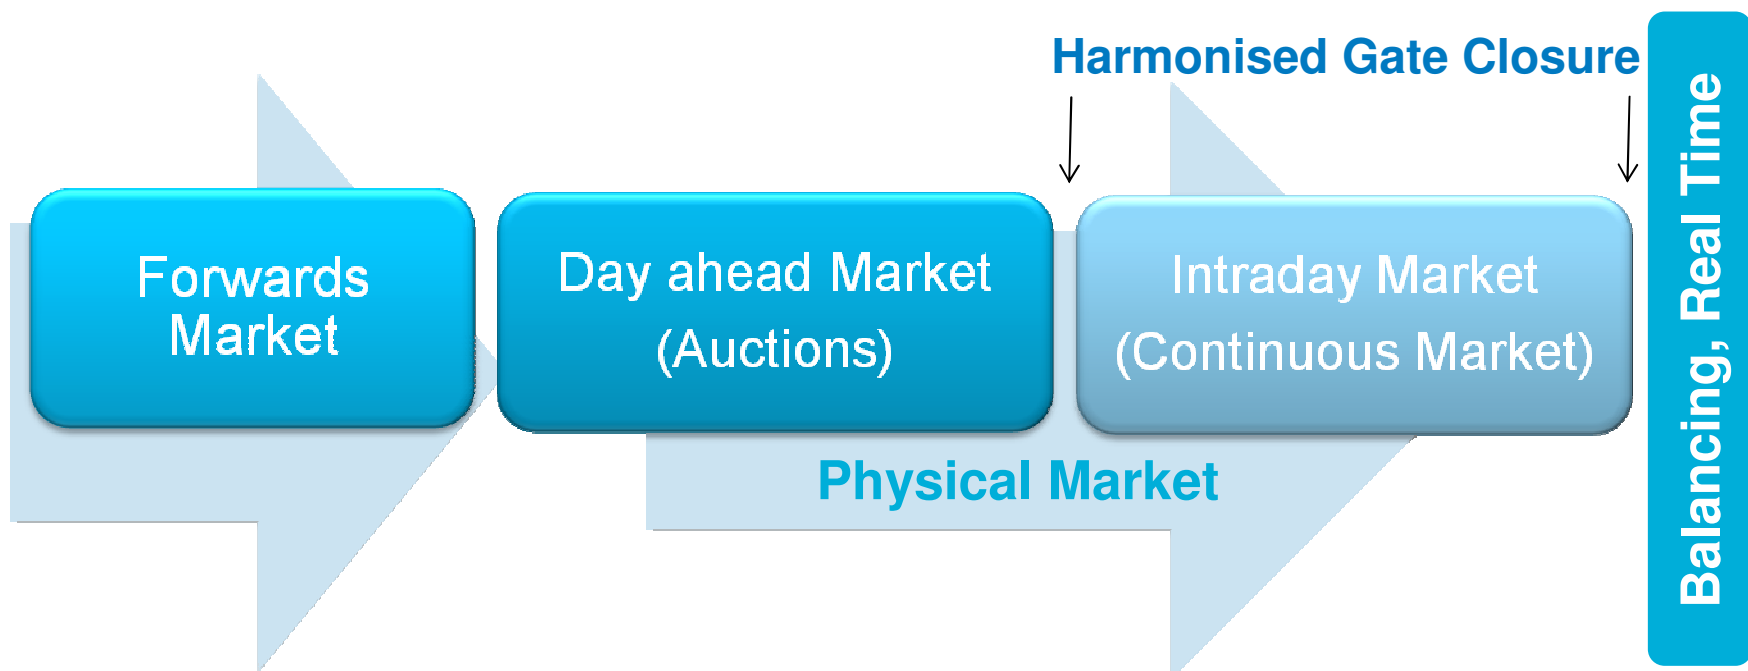 Harmonised Gate Closure
Forwards
Market
Day ahead Market
(Auctions)
Intraday Market
(Continuous Market)
Physical Market
Balancing, Real Time